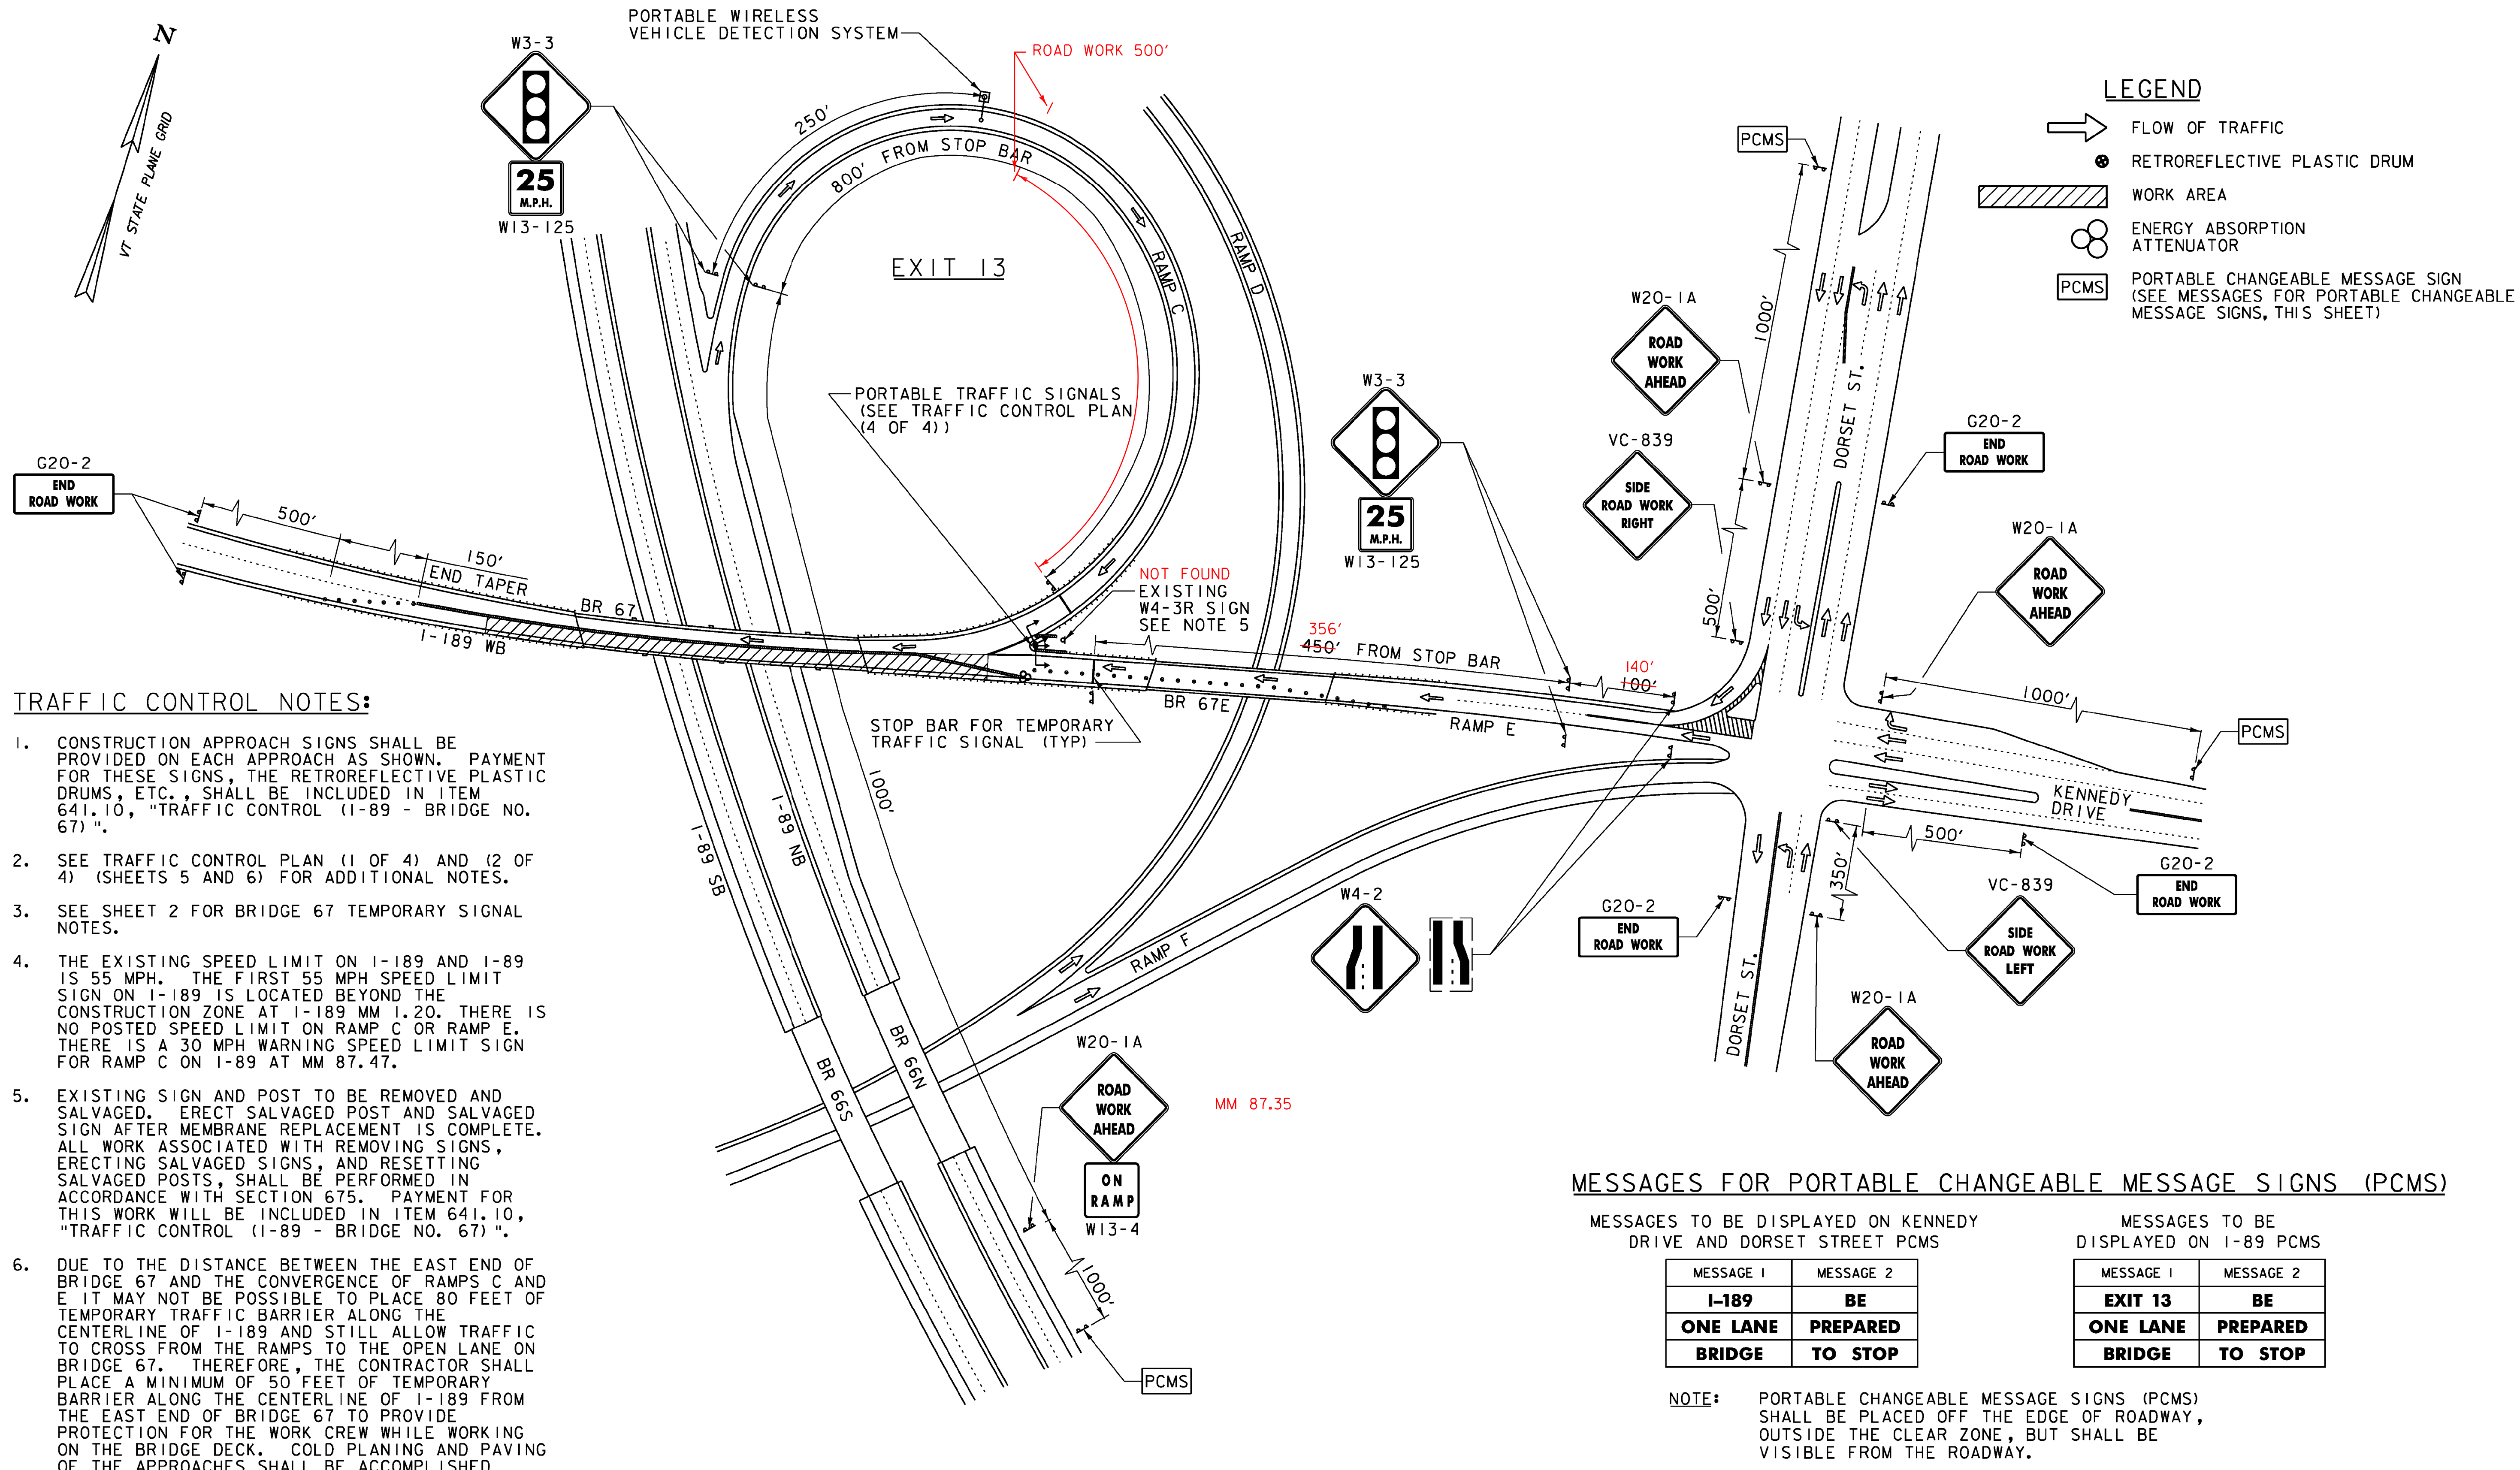 PORTABLE WIRELESS
VEHICLE DETECTION SYSTEM
ROAD WORK 500'
N
VT STATE PLANE GRID
W3-3
25
M.P.H.
W13-125
250'
800' FROM STOP BAR
RAMP C
RAMP D
EXIT 13
PORTABLE TRAFFIC SIGNALS
(SEE TRAFFIC CONTROL PLAN
(4 OF 4))
G20-2
END
ROAD WORK
500'
150'
END TAPER
BR 67
I-189 WB
NOT FOUND
EXISTING
W4-3R SIGN
SEE NOTE 5
W3-3
25
M.P.H.
W13-125
356'
450' FROM STOP BAR
140'
100'
BR 67E
RAMP E
STOP BAR FOR TEMPORARY
TRAFFIC SIGNAL (TYP)
1000'
I-89 SB
I-89 NB
BR 66S
BR 66N
RAMP F
W20-1A
ROAD
WORK
AHEAD
ON
RAMP
W13-4
MM 87.35
1000'
PCMS
PCMS
1000'
W20-1A
ROAD
WORK
AHEAD
VC-839
SIDE
ROAD WORK
RIGHT
500'
DORSET ST.
G20-2
END
ROAD WORK
W20-1A
ROAD
WORK
AHEAD
1000'
PCMS
KENNEDY
DRIVE
500'
350'
G20-2
END
ROAD WORK
VC-839
SIDE
ROAD WORK
LEFT
W20-1A
ROAD
WORK
AHEAD
W4-2
G20-2
END
ROAD WORK
DORSET ST.
LEGEND
FLOW OF TRAFFIC
RETROREFLECTIVE PLASTIC DRUM
WORK AREA
ENERGY ABSORPTION
ATTENUATOR
PCMS
PORTABLE CHANGEABLE MESSAGE SIGN
(SEE MESSAGES FOR PORTABLE CHANGEABLE
MESSAGE SIGNS, THIS SHEET)
TRAFFIC CONTROL NOTES:
1. CONSTRUCTION APPROACH SIGNS SHALL BE
PROVIDED ON EACH APPROACH AS SHOWN. PAYMENT
FOR THESE SIGNS, THE RETROREFLECTIVE PLASTIC
DRUMS, ETC., SHALL BE INCLUDED IN ITEM
641.10, "TRAFFIC CONTROL (I-89 - BRIDGE NO.
67)".
2. SEE TRAFFIC CONTROL PLAN (1 OF 4) AND (2 OF
4) (SHEETS 5 AND 6) FOR ADDITIONAL NOTES.
3. SEE SHEET 2 FOR BRIDGE 67 TEMPORARY SIGNAL
NOTES.
4. THE EXISTING SPEED LIMIT ON I-189 AND I-89
IS 55 MPH. THE FIRST 55 MPH SPEED LIMIT
SIGN ON I-189 IS LOCATED BEYOND THE
CONSTRUCTION ZONE AT I-189 MM 1.20. THERE IS
NO POSTED SPEED LIMIT ON RAMP C OR RAMP E.
THERE IS A 30 MPH WARNING SPEED LIMIT SIGN
FOR RAMP C ON I-89 AT MM 87.47.
5. EXISTING SIGN AND POST TO BE REMOVED AND
SALVAGED. ERECT SALVAGED POST AND SALVAGED
SIGN AFTER MEMBRANE REPLACEMENT IS COMPLETE.
ALL WORK ASSOCIATED WITH REMOVING SIGNS,
ERECTING SALVAGED SIGNS, AND RESETTING
SALVAGED POSTS, SHALL BE PERFORMED IN
ACCORDANCE WITH SECTION 675. PAYMENT FOR
THIS WORK WILL BE INCLUDED IN ITEM 641.10,
"TRAFFIC CONTROL (I-89 - BRIDGE NO. 67)".
6. DUE TO THE DISTANCE BETWEEN THE EAST END OF
BRIDGE 67 AND THE CONVERGENCE OF RAMPS C AND
E IT MAY NOT BE POSSIBLE TO PLACE 80 FEET OF
TEMPORARY TRAFFIC BARRIER ALONG THE
CENTERLINE OF I-189 AND STILL ALLOW TRAFFIC
TO CROSS FROM THE RAMPS TO THE OPEN LANE ON
BRIDGE 67. THEREFORE, THE CONTRACTOR SHALL
PLACE A MINIMUM OF 50 FEET OF TEMPORARY
BARRIER ALONG THE CENTERLINE OF I-189 FROM
THE EAST END OF BRIDGE 67 TO PROVIDE
PROTECTION FOR THE WORK CREW WHILE WORKING
ON THE BRIDGE DECK. COLD PLANING AND PAVING
OF THE APPROACHES SHALL BE ACCOMPLISHED
MESSAGES FOR PORTABLE CHANGEABLE MESSAGE SIGNS (PCMS)
MESSAGES TO BE DISPLAYED ON KENNEDY
DRIVE AND DORSET STREET PCMS
MESSAGE 1 MESSAGE 2
I-189 BE
ONE LANE PREPARED
BRIDGE TO STOP
MESSAGES TO BE
DISPLAYED ON I-89 PCMS
MESSAGE 1 MESSAGE 2
EXIT 13 BE
ONE LANE PREPARED
BRIDGE TO STOP
NOTE: PORTABLE CHANGEABLE MESSAGE SIGNS (PCMS)
SHALL BE PLACED OFF THE EDGE OF ROADWAY,
OUTSIDE THE CLEAR ZONE, BUT SHALL BE
VISIBLE FROM THE ROADWAY.